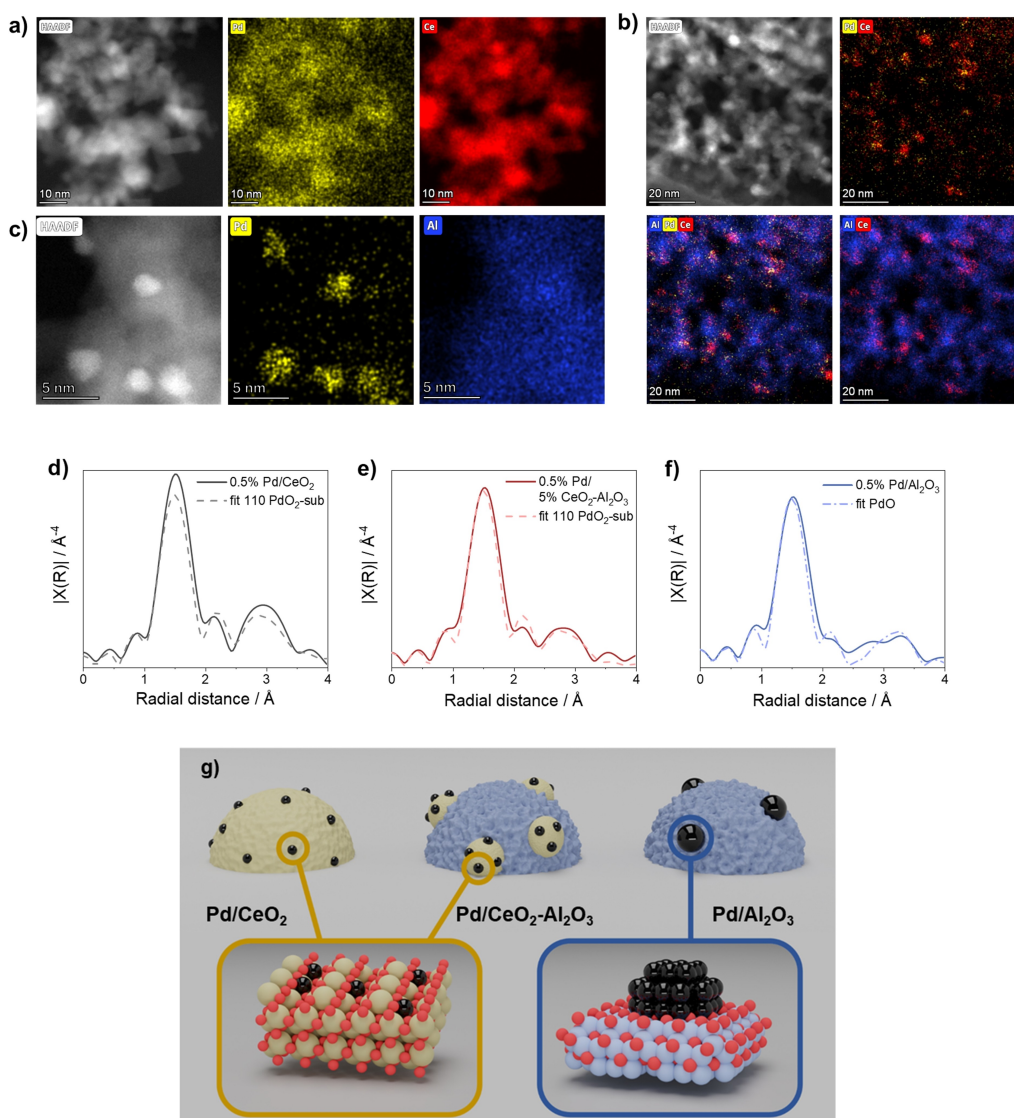 a)
HAADF
10 nm
Pd
10 nm
Ce
10 nm
b)
HAADF
20 nm
Pd Ce
20 nm
c)
HAADF
5 nm
Pd
5 nm
Al
5 nm
Al Pd Ce
20 nm
Al Ce
20 nm
d)
0.5% Pd/CeO₂
fit 110 PdO₂-sub
|X(R)| / Å⁻⁴
0 1 2 3 4
Radial distance / Å
e)
0.5% Pd/
5% CeO₂-Al₂O₃
fit 110 PdO₂-sub
|X(R)| / Å⁻⁴
0 1 2 3 4
Radial distance / Å
f)
0.5% Pd/Al₂O₃
fit PdO
|X(R)| / Å⁻⁴
0 1 2 3 4
Radial distance / Å
g)
Pd/CeO₂
Pd/CeO₂-Al₂O₃
Pd/Al₂O₃